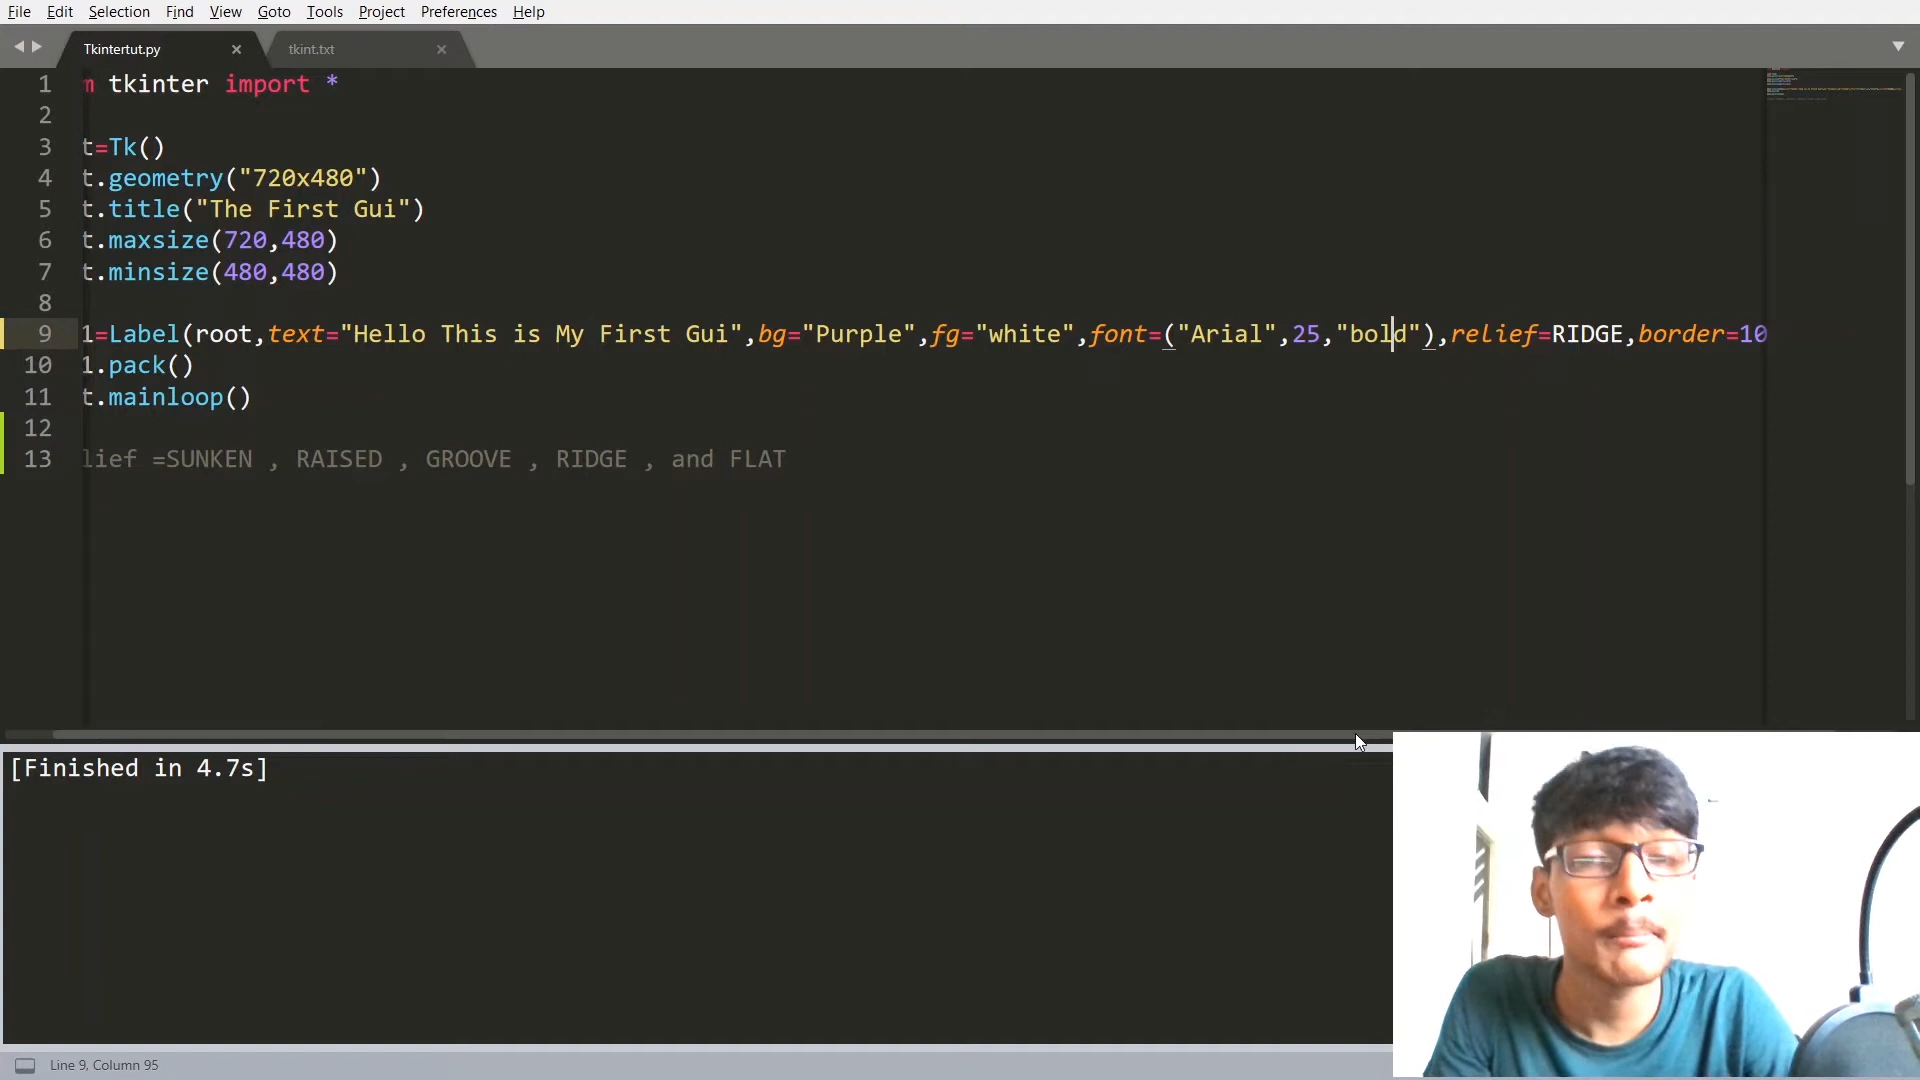 File Edit Selection Find View Goto Tools Project Preferences Help
Tkintertut.py × tkint.txt ×
1 m tkinter import *
2
3 t=Tk()
4 t.geometry("720x480")
5 t.title("The First Gui")
6 t.maxsize(720,480)
7 t.minsize(480,480)
8
9 1=Label(root,text="Hello This is My First Gui",bg="Purple",fg="white",font=("Arial",25,"bold"),relief=RIDGE,border=10
10 1.pack()
11 t.mainloop()
12
13 lief =SUNKEN , RAISED , GROOVE , RIDGE , and FLAT
[Finished in 4.7s]
Line 9, Column 95